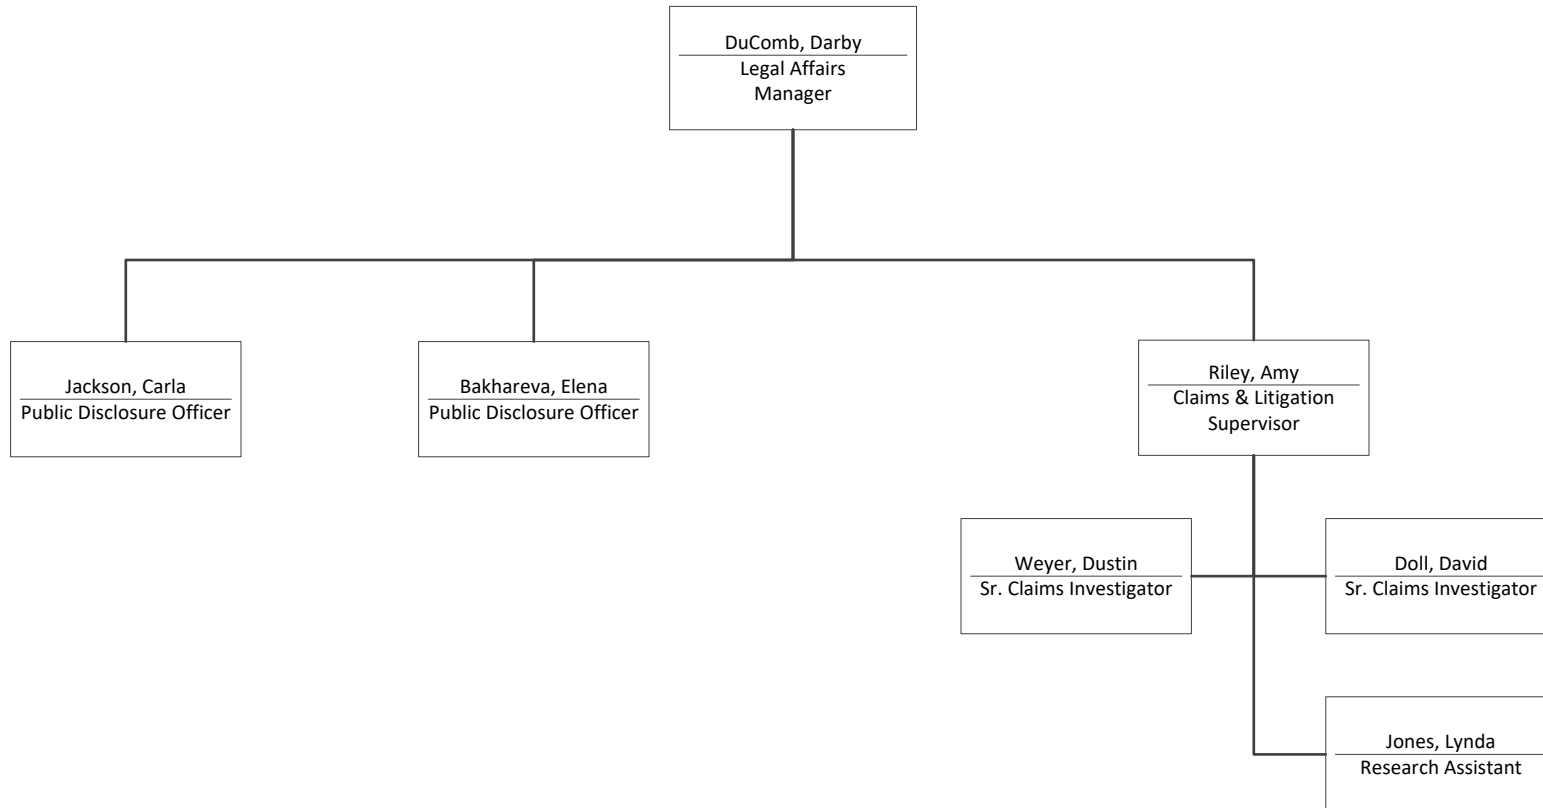 DuComb, Darby
Legal Affairs
Manager
Jackson, Carla
Public Disclosure Officer
Bakhareva, Elena
Public Disclosure Officer
Riley, Amy
Claims & Litigation
Supervisor
Weyer, Dustin
Sr. Claims Investigator
Doll, David
Sr. Claims Investigator
Jones, Lynda
Research Assistant